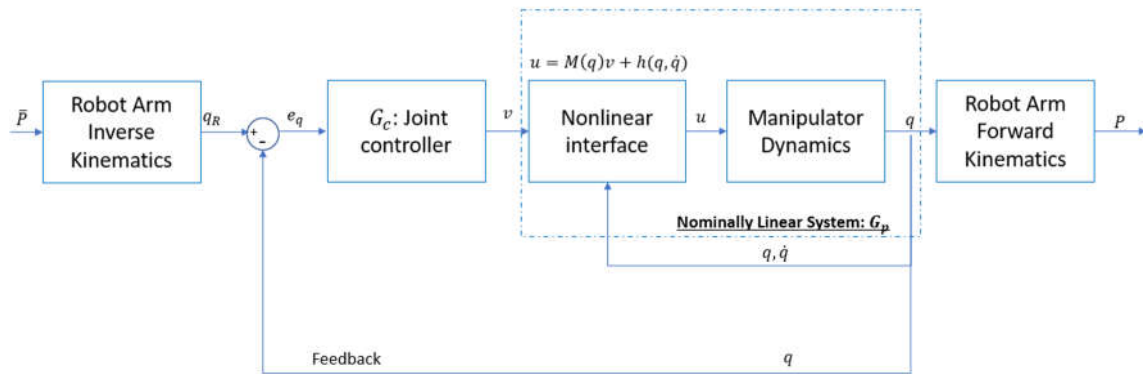 u = M(q)v + h(q, q̇)
P̄
Robot Arm
Inverse
Kinematics
q_R
+
-
e_q
G_c: Joint
controller
v
Nonlinear
interface
u
Manipulator
Dynamics
q
Robot Arm
Forward
Kinematics
P
Nominally Linear System: G_p
q, q̇
Feedback
q